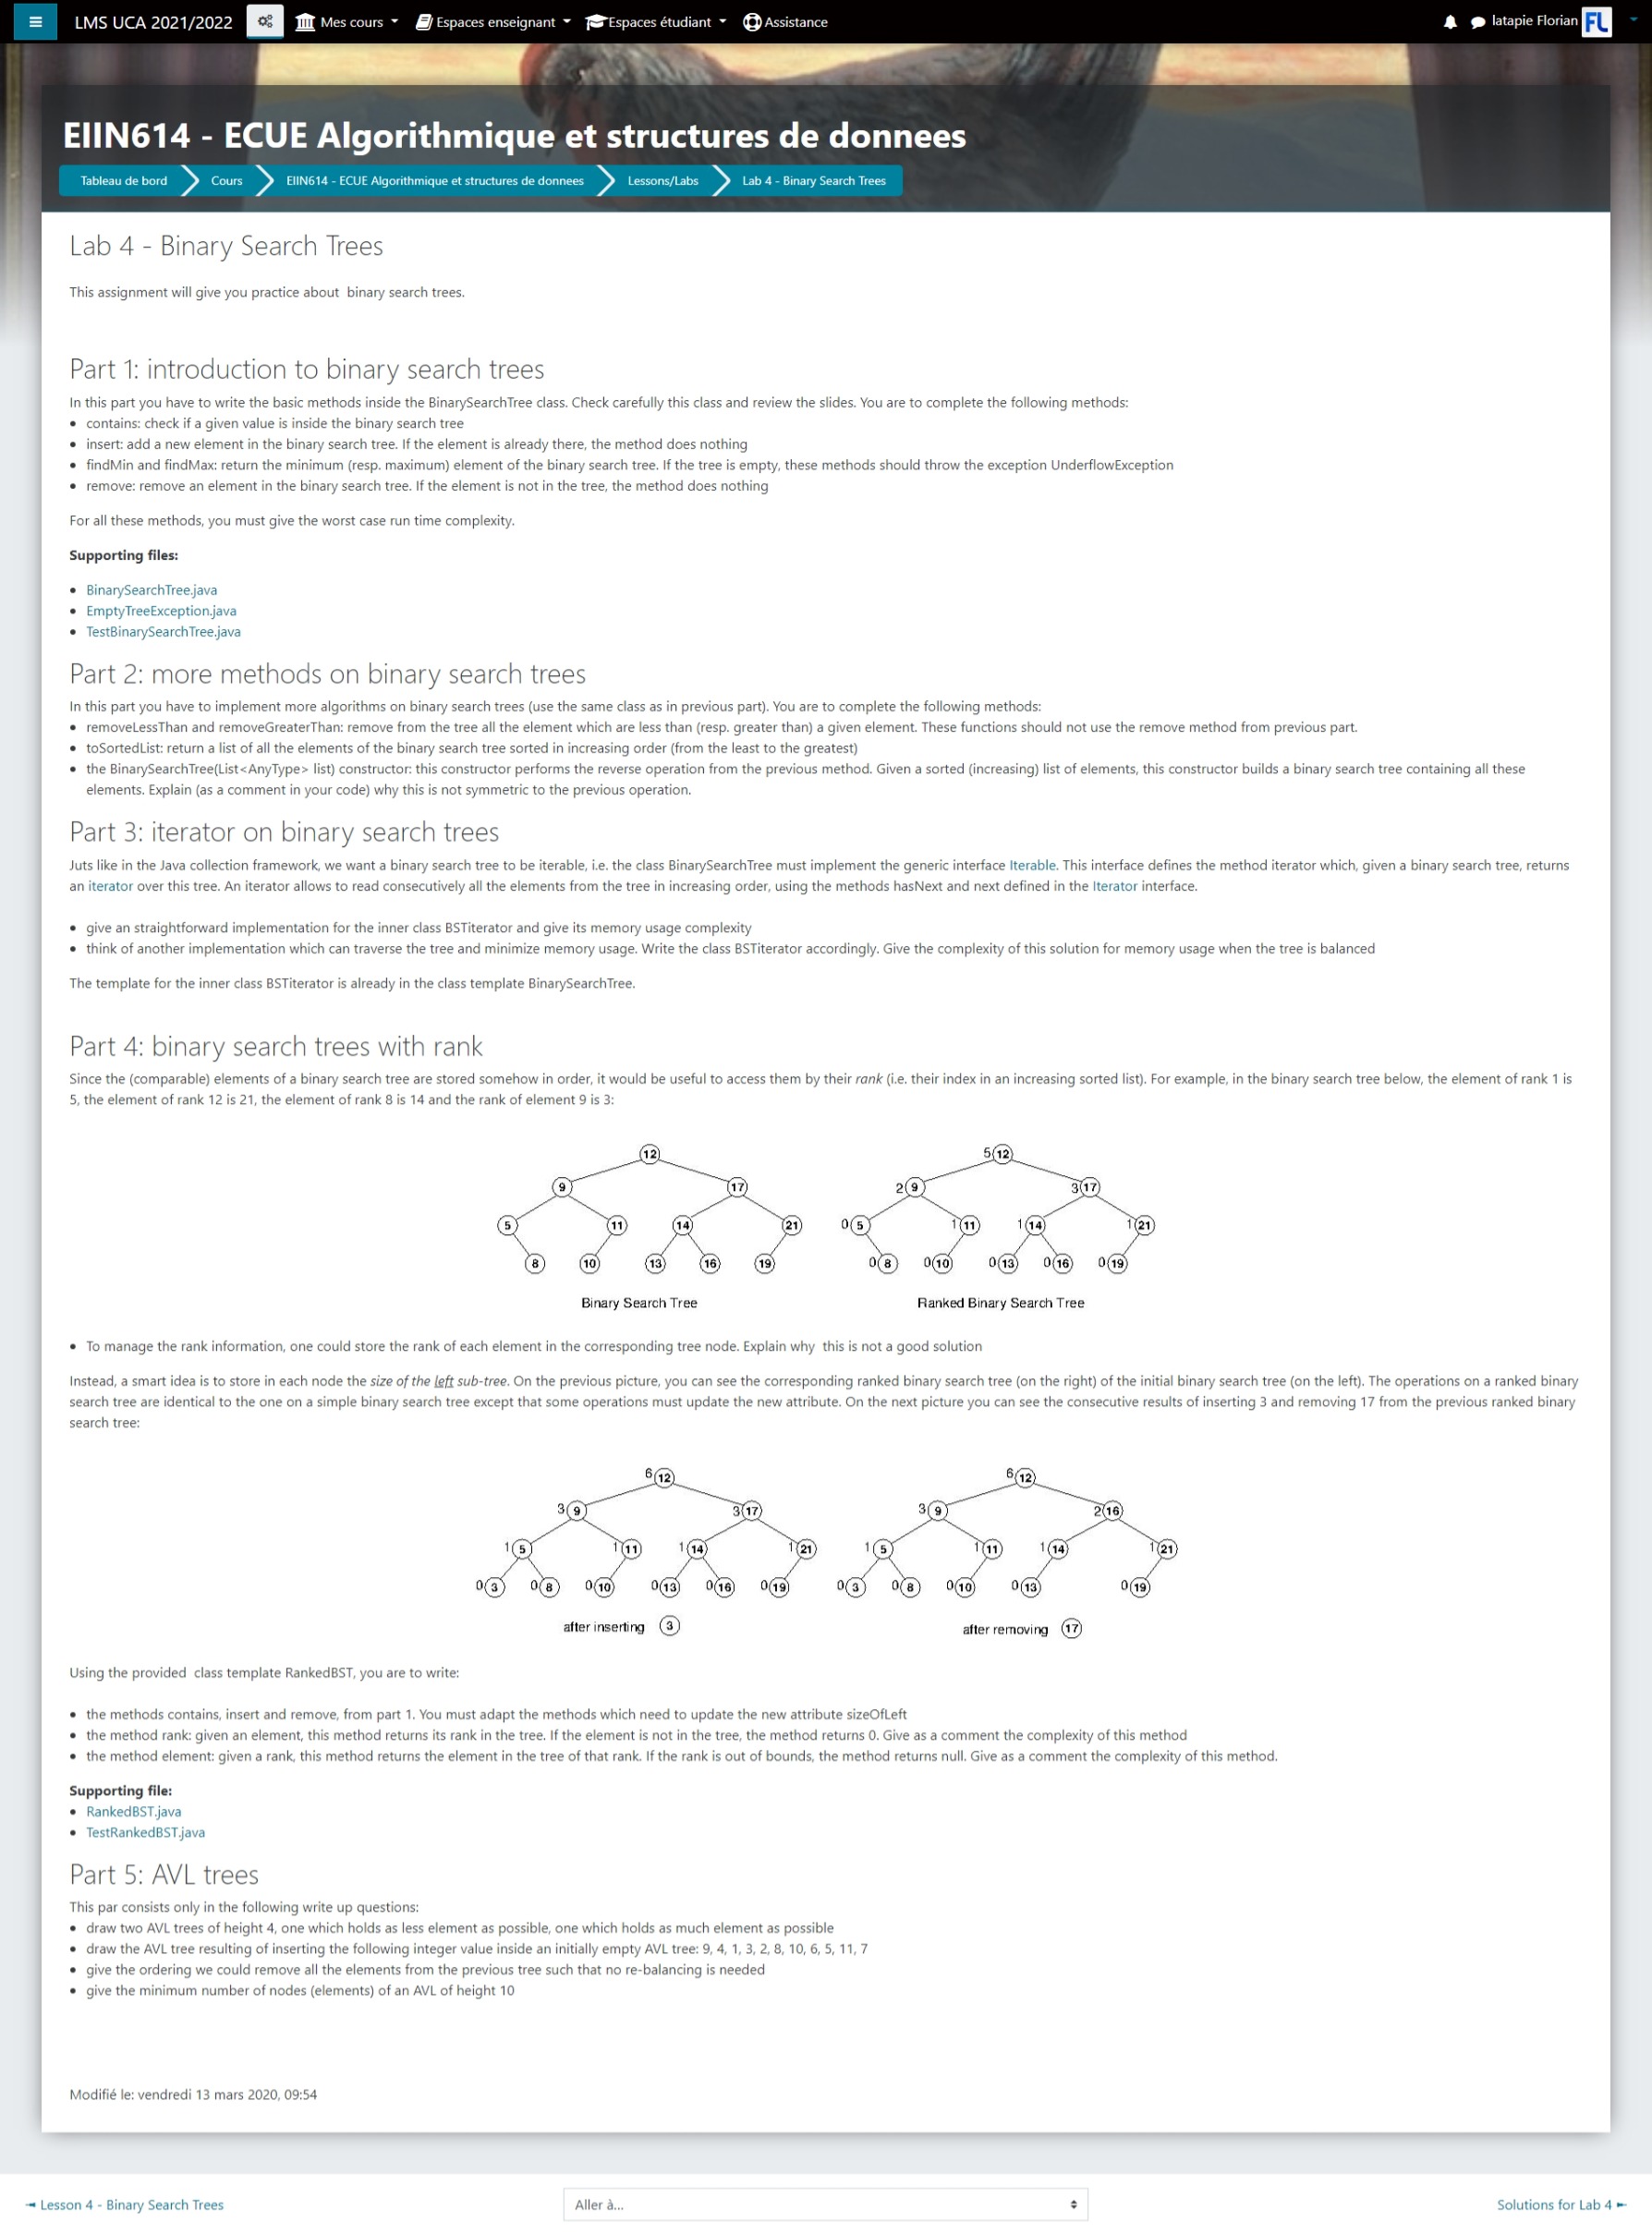 LMS UCA 2021/2022 Mes cours Espaces enseignant Espaces étudiant Assistance latapie Florian FL
EIIN614 - ECUE Algorithmique et structures de donnees
Tableau de bord Cours EIIN614 - ECUE Algorithmique et structures de donnees Lessons/Labs Lab 4 - Binary Search Trees
Lab 4 - Binary Search Trees
This assignment will give you practice about binary search trees.
Part 1: introduction to binary search trees
In this part you have to write the basic methods inside the BinarySearchTree class. Check carefully this class and review the slides. You are to complete the following methods:
• contains: check if a given value is inside the binary search tree
• insert: add a new element in the binary search tree. If the element is already there, the method does nothing
• findMin and findMax: return the minimum (resp. maximum) element of the binary search tree. If the tree is empty, these methods should throw the exception UnderflowException
• remove: remove an element in the binary search tree. If the element is not in the tree, the method does nothing
For all these methods, you must give the worst case run time complexity.
Supporting files:
• BinarySearchTree.java
• EmptyTreeException.java
• TestBinarySearchTree.java
Part 2: more methods on binary search trees
In this part you have to implement more algorithms on binary search trees (use the same class as in previous part). You are to complete the following methods:
• removeLessThan and removeGreaterThan: remove from the tree all the element which are less than (resp. greater than) a given element. These functions should not use the remove method from previous part.
• toSortedList: return a list of all the elements of the binary search tree sorted in increasing order (from the least to the greatest)
• the BinarySearchTree(List<AnyType> list) constructor: this constructor performs the reverse operation from the previous method. Given a sorted (increasing) list of elements, this constructor builds a binary search tree containing all these
elements. Explain (as a comment in your code) why this is not symmetric to the previous operation.
Part 3: iterator on binary search trees
Juts like in the Java collection framework, we want a binary search tree to be iterable, i.e. the class BinarySearchTree must implement the generic interface Iterable. This interface defines the method iterator which, given a binary search tree, returns
an iterator over this tree. An iterator allows to read consecutively all the elements from the tree in increasing order, using the methods hasNext and next defined in the Iterator interface.
• give an straightforward implementation for the inner class BSTiterator and give its memory usage complexity
• think of another implementation which can traverse the tree and minimize memory usage. Write the class BSTiterator accordingly. Give the complexity of this solution for memory usage when the tree is balanced
The template for the inner class BSTiterator is already in the class template BinarySearchTree.
Part 4: binary search trees with rank
Since the (comparable) elements of a binary search tree are stored somehow in order, it would be useful to access them by their rank (i.e. their index in an increasing sorted list). For example, in the binary search tree below, the element of rank 1 is
5, the element of rank 12 is 21, the element of rank 8 is 14 and the rank of element 9 is 3:
12 5 12
9 17 2 9 3 17
5 11 14 21 0 5 1 11 1 14 1 21
8 10 13 16 19 0 8 0 10 0 13 0 16 0 19
Binary Search Tree Ranked Binary Search Tree
• To manage the rank information, one could store the rank of each element in the corresponding tree node. Explain why this is not a good solution
Instead, a smart idea is to store in each node the size of the left sub-tree. On the previous picture, you can see the corresponding ranked binary search tree (on the right) of the initial binary search tree (on the left). The operations on a ranked binary
search tree are identical to the one on a simple binary search tree except that some operations must update the new attribute. On the next picture you can see the consecutive results of inserting 3 and removing 17 from the previous ranked binary
search tree:
6 12 6 12
3 9 3 17 3 9 2 16
1 5 1 11 1 14 1 21 1 5 1 11 1 14 1 21
0 3 0 8 0 10 0 13 0 16 0 19 0 3 0 8 0 10 0 13 0 19
after inserting 3 after removing 17
Using the provided class template RankedBST, you are to write:
• the methods contains, insert and remove, from part 1. You must adapt the methods which need to update the new attribute sizeOfLeft
• the method rank: given an element, this method returns its rank in the tree. If the element is not in the tree, the method returns 0. Give as a comment the complexity of this method
• the method element: given a rank, this method returns the element in the tree of that rank. If the rank is out of bounds, the method returns null. Give as a comment the complexity of this method.
Supporting file:
• RankedBST.java
• TestRankedBST.java
Part 5: AVL trees
This par consists only in the following write up questions:
• draw two AVL trees of height 4, one which holds as less element as possible, one which holds as much element as possible
• draw the AVL tree resulting of inserting the following integer value inside an initially empty AVL tree: 9, 4, 1, 3, 2, 8, 10, 6, 5, 11, 7
• give the ordering we could remove all the elements from the previous tree such that no re-balancing is needed
• give the minimum number of nodes (elements) of an AVL of height 10
Modifié le: vendredi 13 mars 2020, 09:54
◄ Lesson 4 - Binary Search Trees Aller à... Solutions for Lab 4 ►